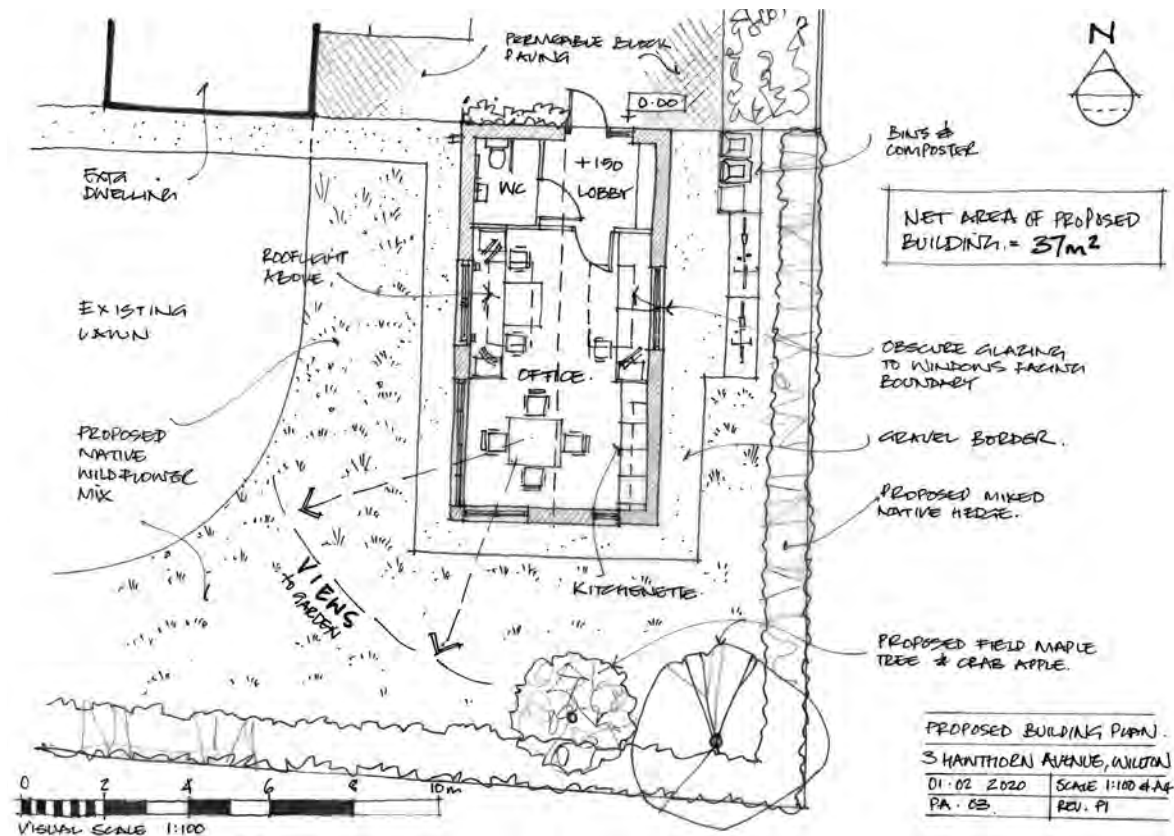 PERMEABLE BLOCK
PAVING
N
0.00
BINS &
COMPOSTER
EXTG
DWELLING
WC
+150
LOBBY
NET AREA OF PROPOSED
BUILDING = 37m²
ROOFLIGHT
ABOVE
EXISTING
LAWN
OBSCURE GLAZING
TO WINDOWS FACING
BOUNDARY
OFFICE
PROPOSED
NATIVE
WILDFLOWER
MIX
GRAVEL BORDER.
PROPOSED MIXED
NATIVE HEDGE.
VIEWS
TO GARDEN
KITCHENETTE
PROPOSED FIELD MAPLE
TREE & CRAB APPLE.
PROPOSED BUILDING PLAN.
3 HAWTHORN AVENUE, WILTON
01.02 2020
SCALE 1:100 @ A4
PA . 03
REV. P1
0 2 4 6 8 10m
VISUAL SCALE 1:100